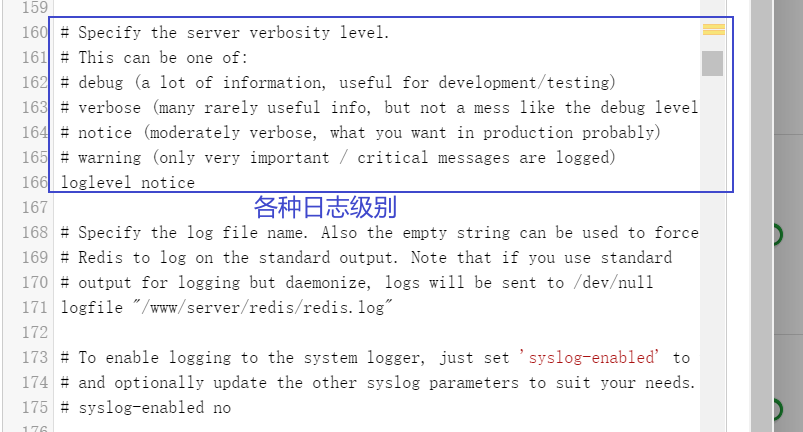 159
160 # Specify the server verbosity level.
161 # This can be one of:
162 # debug (a lot of information, useful for development/testing)
163 # verbose (many rarely useful info, but not a mess like the debug level
164 # notice (moderately verbose, what you want in production probably)
165 # warning (only very important / critical messages are logged)
166 loglevel notice
167 各种日志级别
168 # Specify the log file name. Also the empty string can be used to force
169 # Redis to log on the standard output. Note that if you use standard
170 # output for logging but daemonize, logs will be sent to /dev/null
171 logfile "/www/server/redis/redis.log"
172
173 # To enable logging to the system logger, just set 'syslog-enabled' to
174 # and optionally update the other syslog parameters to suit your needs.
175 # syslog-enabled no
176